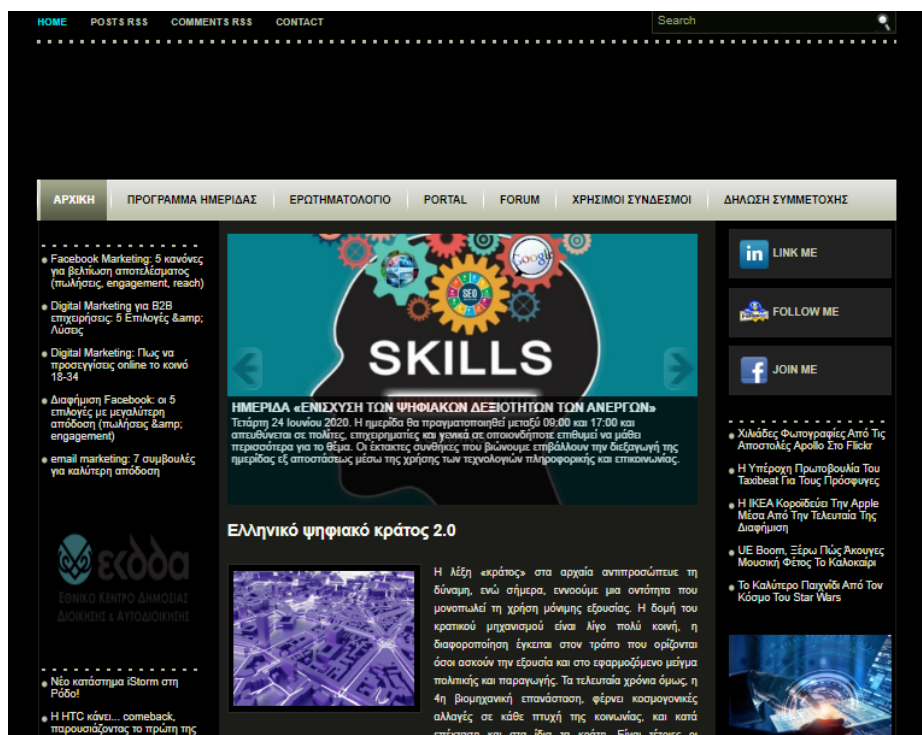 HOME POSTS RSS COMMENTS RSS CONTACT Search
ΑΡΧΙΚΗ ΠΡΟΓΡΑΜΜΑ ΗΜΕΡΙΔΑΣ ΕΡΩΤΗΜΑΤΟΛΟΓΙΟ PORTAL FORUM ΧΡΗΣΙΜΟΙ ΣΥΝΔΕΣΜΟΙ ΔΗΛΩΣΗ ΣΥΜΜΕΤΟΧΗΣ
Facebook Marketing: 5 κανόνες
για βελτίωση αποτελέσματος
(πωλήσεις, engagement, reach)
Digital Marketing για B2B
επιχειρήσεις: 5 Επιλογές &amp;
Λύσεις
Digital Marketing: Πως να
προσεγγίσεις online το κοινό
18-34
Διαφήμιση Facebook: οι 5
επιλογές με μεγαλύτερη
απόδοση (πωλήσεις &amp;
engagement)
email marketing: 7 συμβουλές
για καλύτερη απόδοση
εκδδα
ΕΘΝΙΚΟ ΚΕΝΤΡΟ ΔΗΜΟΣΙΑΣ
ΔΙΟΙΚΗΣΗΣ & ΑΥΤΟΔΙΟΙΚΗΣΗΣ
Νέο κατάστημα iStorm στη
Ρόδο!
Η HTC κάνει... comeback,
παρουσιάζοντας το πρώτη της
Google
SEO
SKILLS
ΗΜΕΡΙΔΑ «ΕΝΙΣΧΥΣΗ ΤΩΝ ΨΗΦΙΑΚΩΝ ΔΕΞΙΟΤΗΤΩΝ ΤΩΝ ΑΝΕΡΓΩΝ»
Τετάρτη 24 Ιουνίου 2020. Η ημερίδα θα πραγματοποιηθεί μεταξύ 09:00 και 17:00 και
απευθύνεται σε πολίτες, επιχειρηματίες και γενικά σε οποιονδήποτε επιθυμεί να μάθει
περισσότερα για το θέμα. Οι έκτακτες συνθήκες που βιώνουμε επιβάλλουν την διεξαγωγή της
ημερίδας εξ αποστάσεως μέσω της χρήσης των τεχνολογιών πληροφορικής και επικοινωνίας.
Ελληνικό ψηφιακό κράτος 2.0
Η λέξη «κράτος» στα αρχαία αντιπροσώπευε τη
δύναμη, ενώ σήμερα, εννοούμε μια οντότητα που
μονοπωλεί τη χρήση μόνιμης εξουσίας. Η δομή του
κρατικού μηχανισμού είναι λίγο πολύ κοινή, η
διαφοροποίηση έγκειται στον τρόπο που ορίζονται
όσοι ασκούν την εξουσία και στο εφαρμοζόμενο μείγμα
πολιτικής και παραγωγής. Τα τελευταία χρόνια όμως, η
4η βιομηχανική επανάσταση, φέρνει κοσμογονικές
αλλαγές σε κάθε πτυχή της κοινωνίας, και κατά
επέκταση και στα ίδια τα κράτη. Είναι τέτοιες οι
in LINK ME
FOLLOW ME
f JOIN ME
Χιλιάδες Φωτογραφίες Από Τις
Αποστολές Apollo Στο Flickr
Η Υπέροχη Πρωτοβουλία Του
Taxibeat Για Τους Πρόσφυγες
Η IKEA Κοροϊδεύει Την Apple
Μέσα Από Την Τελευταία Της
Διαφήμιση
UE Boom, Ξέρω Πώς Άκουγες
Μουσική Φέτος Το Καλοκαίρι
Το Καλύτερο Παιχνίδι Από Τον
Κόσμο Του Star Wars